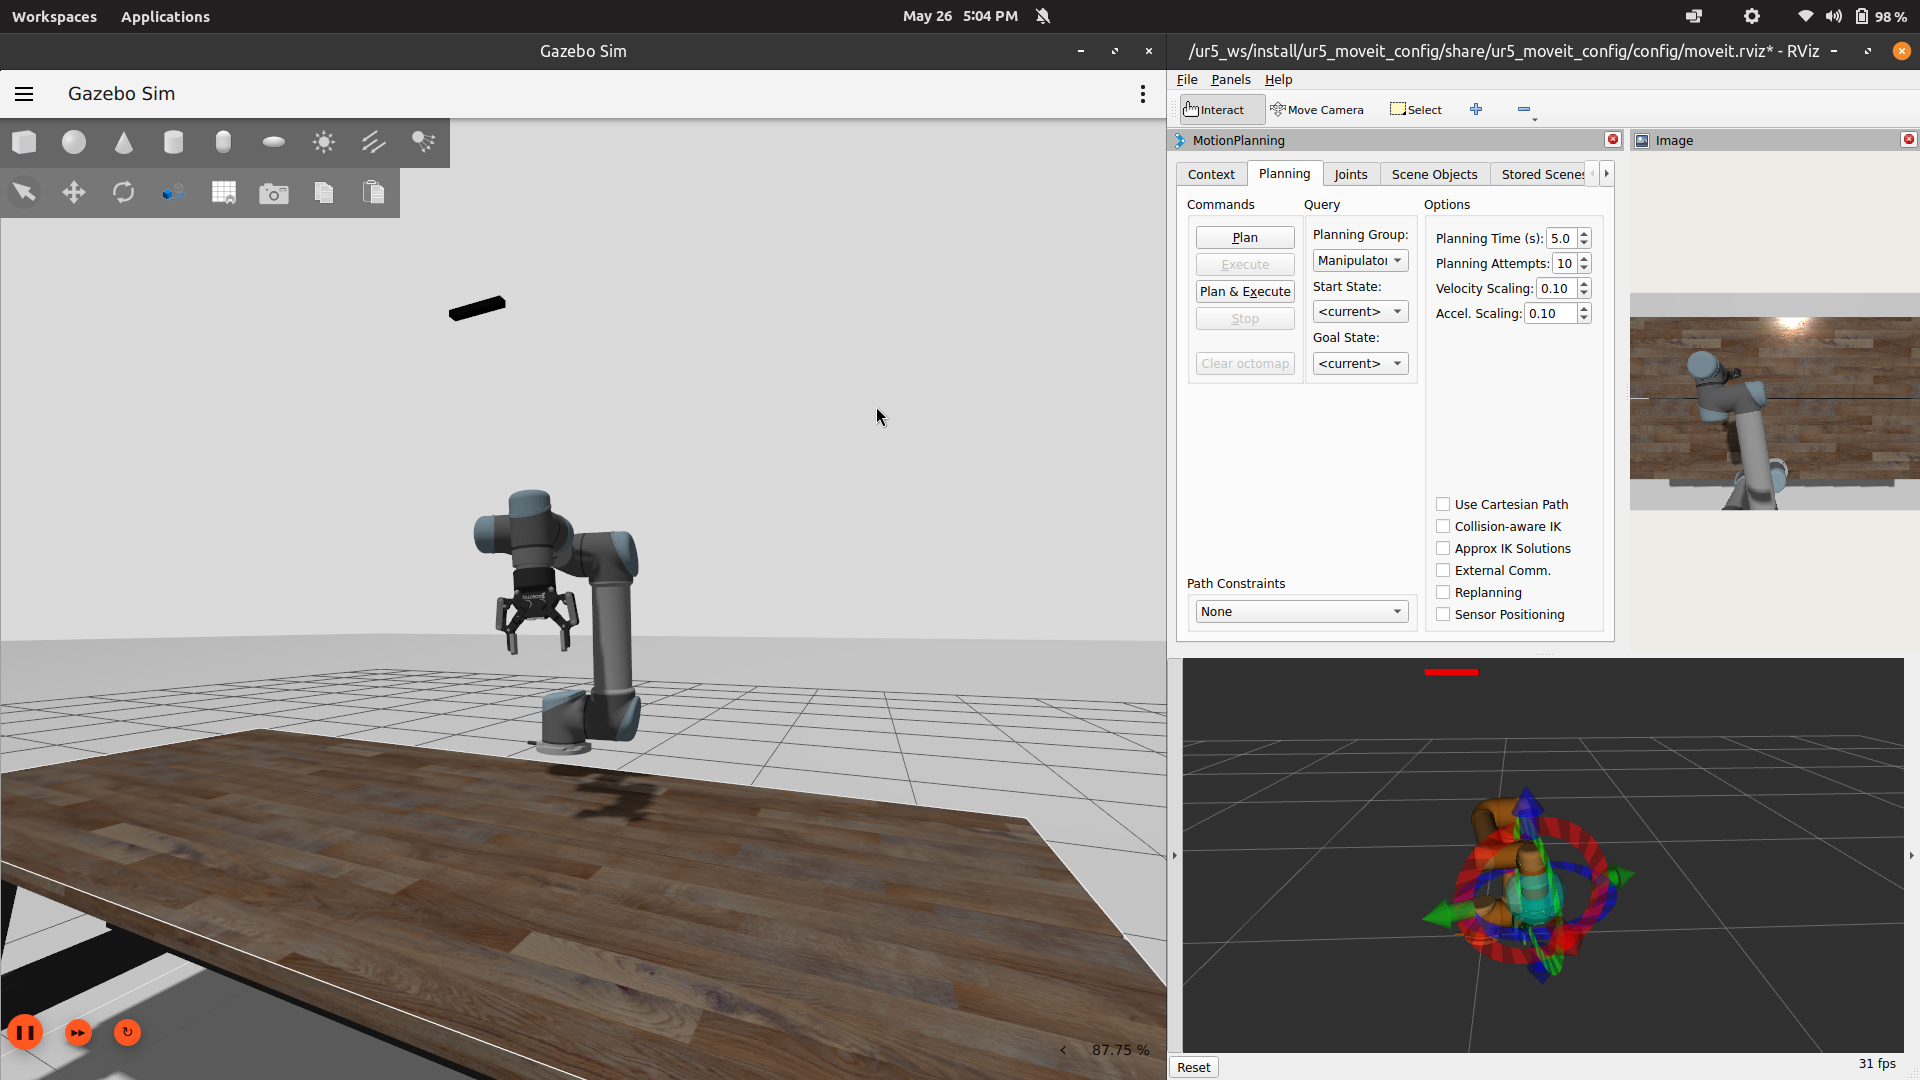 Workspaces Applications May 26 5:04 PM 98 %
Gazebo Sim
/ur5_ws/install/ur5_moveit_config/share/ur5_moveit_config/config/moveit.rviz* - RViz
Gazebo Sim
File Panels Help
Interact Move Camera Select
MotionPlanning
Image
Context Planning Joints Scene Objects Stored Scenes
Commands Query Options
Plan
Execute
Plan & Execute
Stop
Clear octomap
Planning Group:
Manipulator
Start State:
<current>
Goal State:
<current>
Planning Time (s): 5.0
Planning Attempts: 10
Velocity Scaling: 0.10
Accel. Scaling: 0.10
Use Cartesian Path
Collision-aware IK
Approx IK Solutions
External Comm.
Replanning
Sensor Positioning
Path Constraints
None
87.75 %
Reset
31 fps